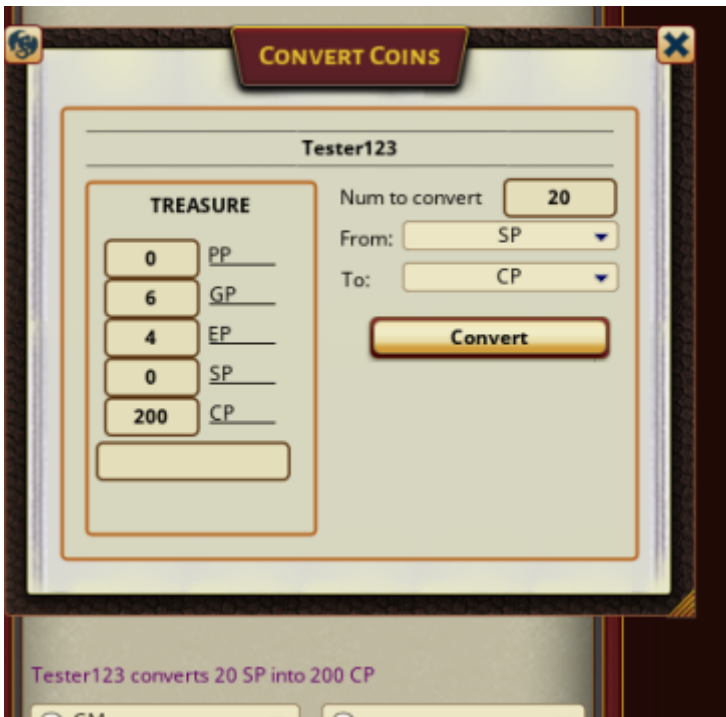 CONVERT COINS
Tester123
TREASURE
0 PP
6 GP
4 EP
0 SP
200 CP
Num to convert 20
From: SP
To: CP
Convert
Tester123 converts 20 SP into 200 CP
GM